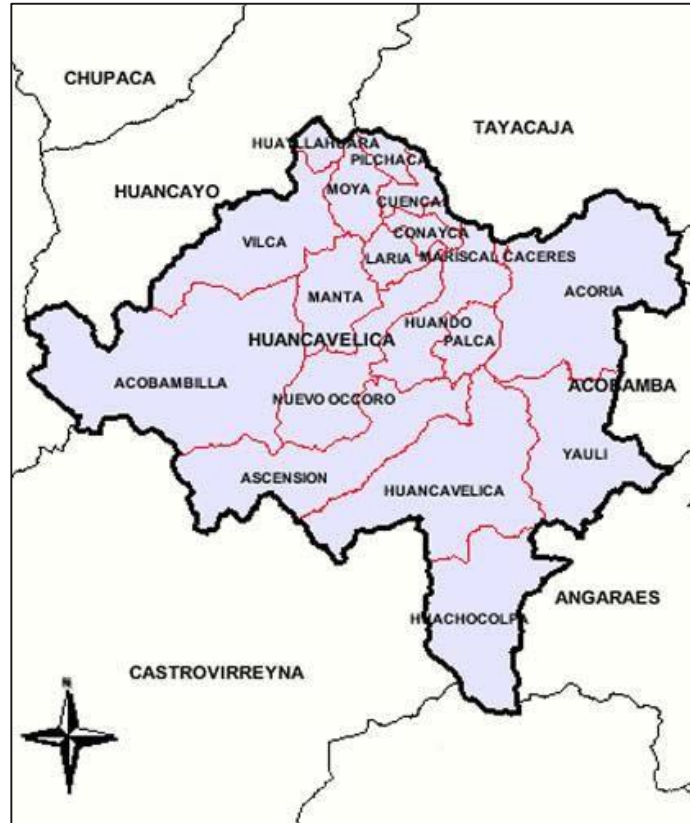 CHUPACA
TAYACAJA
HUAYLLAHUARA
PILCHACA
HUANCAYO
MOYA
CUENCA
CONAYCA
VILCA
LARIA
MARISCAL CACERES
ACORIA
MANTA
HUANDO
HUANCAVELICA
PALCA
ACOBAMBILLA
ACOBAMBA
NUEVO OCCORO
YAULI
ASCENSION
HUANCAVELICA
ANGARAES
HUACHOCOLPA
CASTROVIRREYNA
N